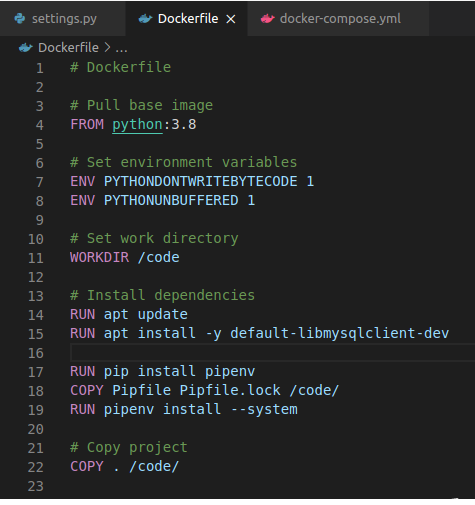 settings.py Dockerfile × docker-compose.yml
Dockerfile > ...
1 # Dockerfile
2
3 # Pull base image
4 FROM python:3.8
5
6 # Set environment variables
7 ENV PYTHONDONTWRITEBYTECODE 1
8 ENV PYTHONUNBUFFERED 1
9
10 # Set work directory
11 WORKDIR /code
12
13 # Install dependencies
14 RUN apt update
15 RUN apt install -y default-libmysqlclient-dev
16
17 RUN pip install pipenv
18 COPY Pipfile Pipfile.lock /code/
19 RUN pipenv install --system
20
21 # Copy project
22 COPY . /code/
23